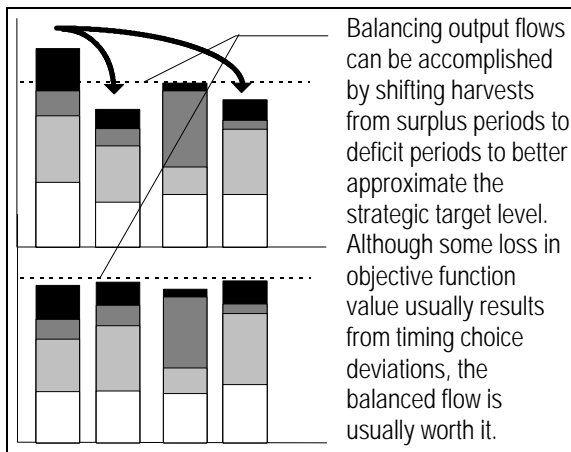 Balancing output flows
can be accomplished
by shifting harvests
from surplus periods to
deficit periods to better
approximate the
strategic target level.
Although some loss in
objective function
value usually results
from timing choice
deviations, the
balanced flow is
usually worth it.